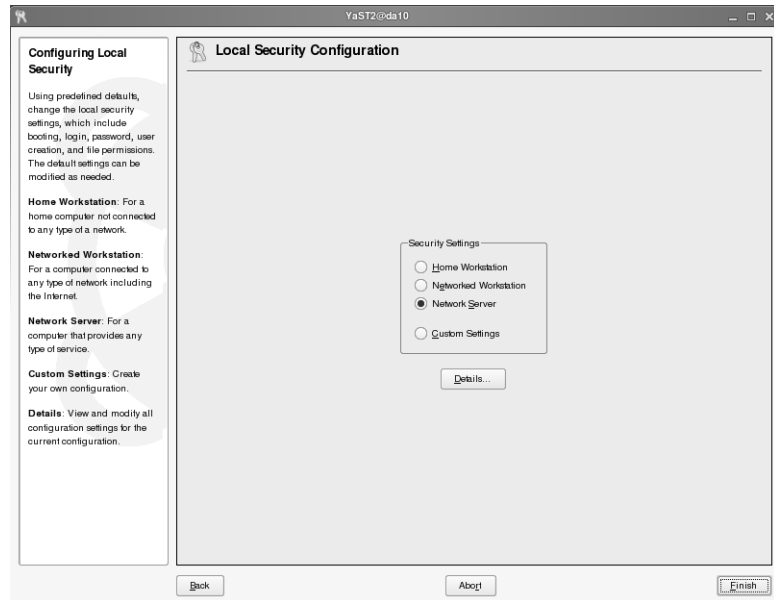 YaST2@da10
Configuring Local
Security
Using predefined defaults,
change the local security
settings, which include
booting, login, password, user
creation, and file permissions.
The default settings can be
modified as needed.
Home Workstation: For a
home computer not connected
to any type of a network.
Networked Workstation:
For a computer connected to
any type of network including
the Internet.
Network Server: For a
computer that provides any
type of service.
Custom Settings: Create
your own configuration.
Details: View and modify all
configuration settings for the
current configuration.
Local Security Configuration
Security Settings
Home Workstation
Networked Workstation
Network Server
Custom Settings
Details...
Back
Abort
Finish